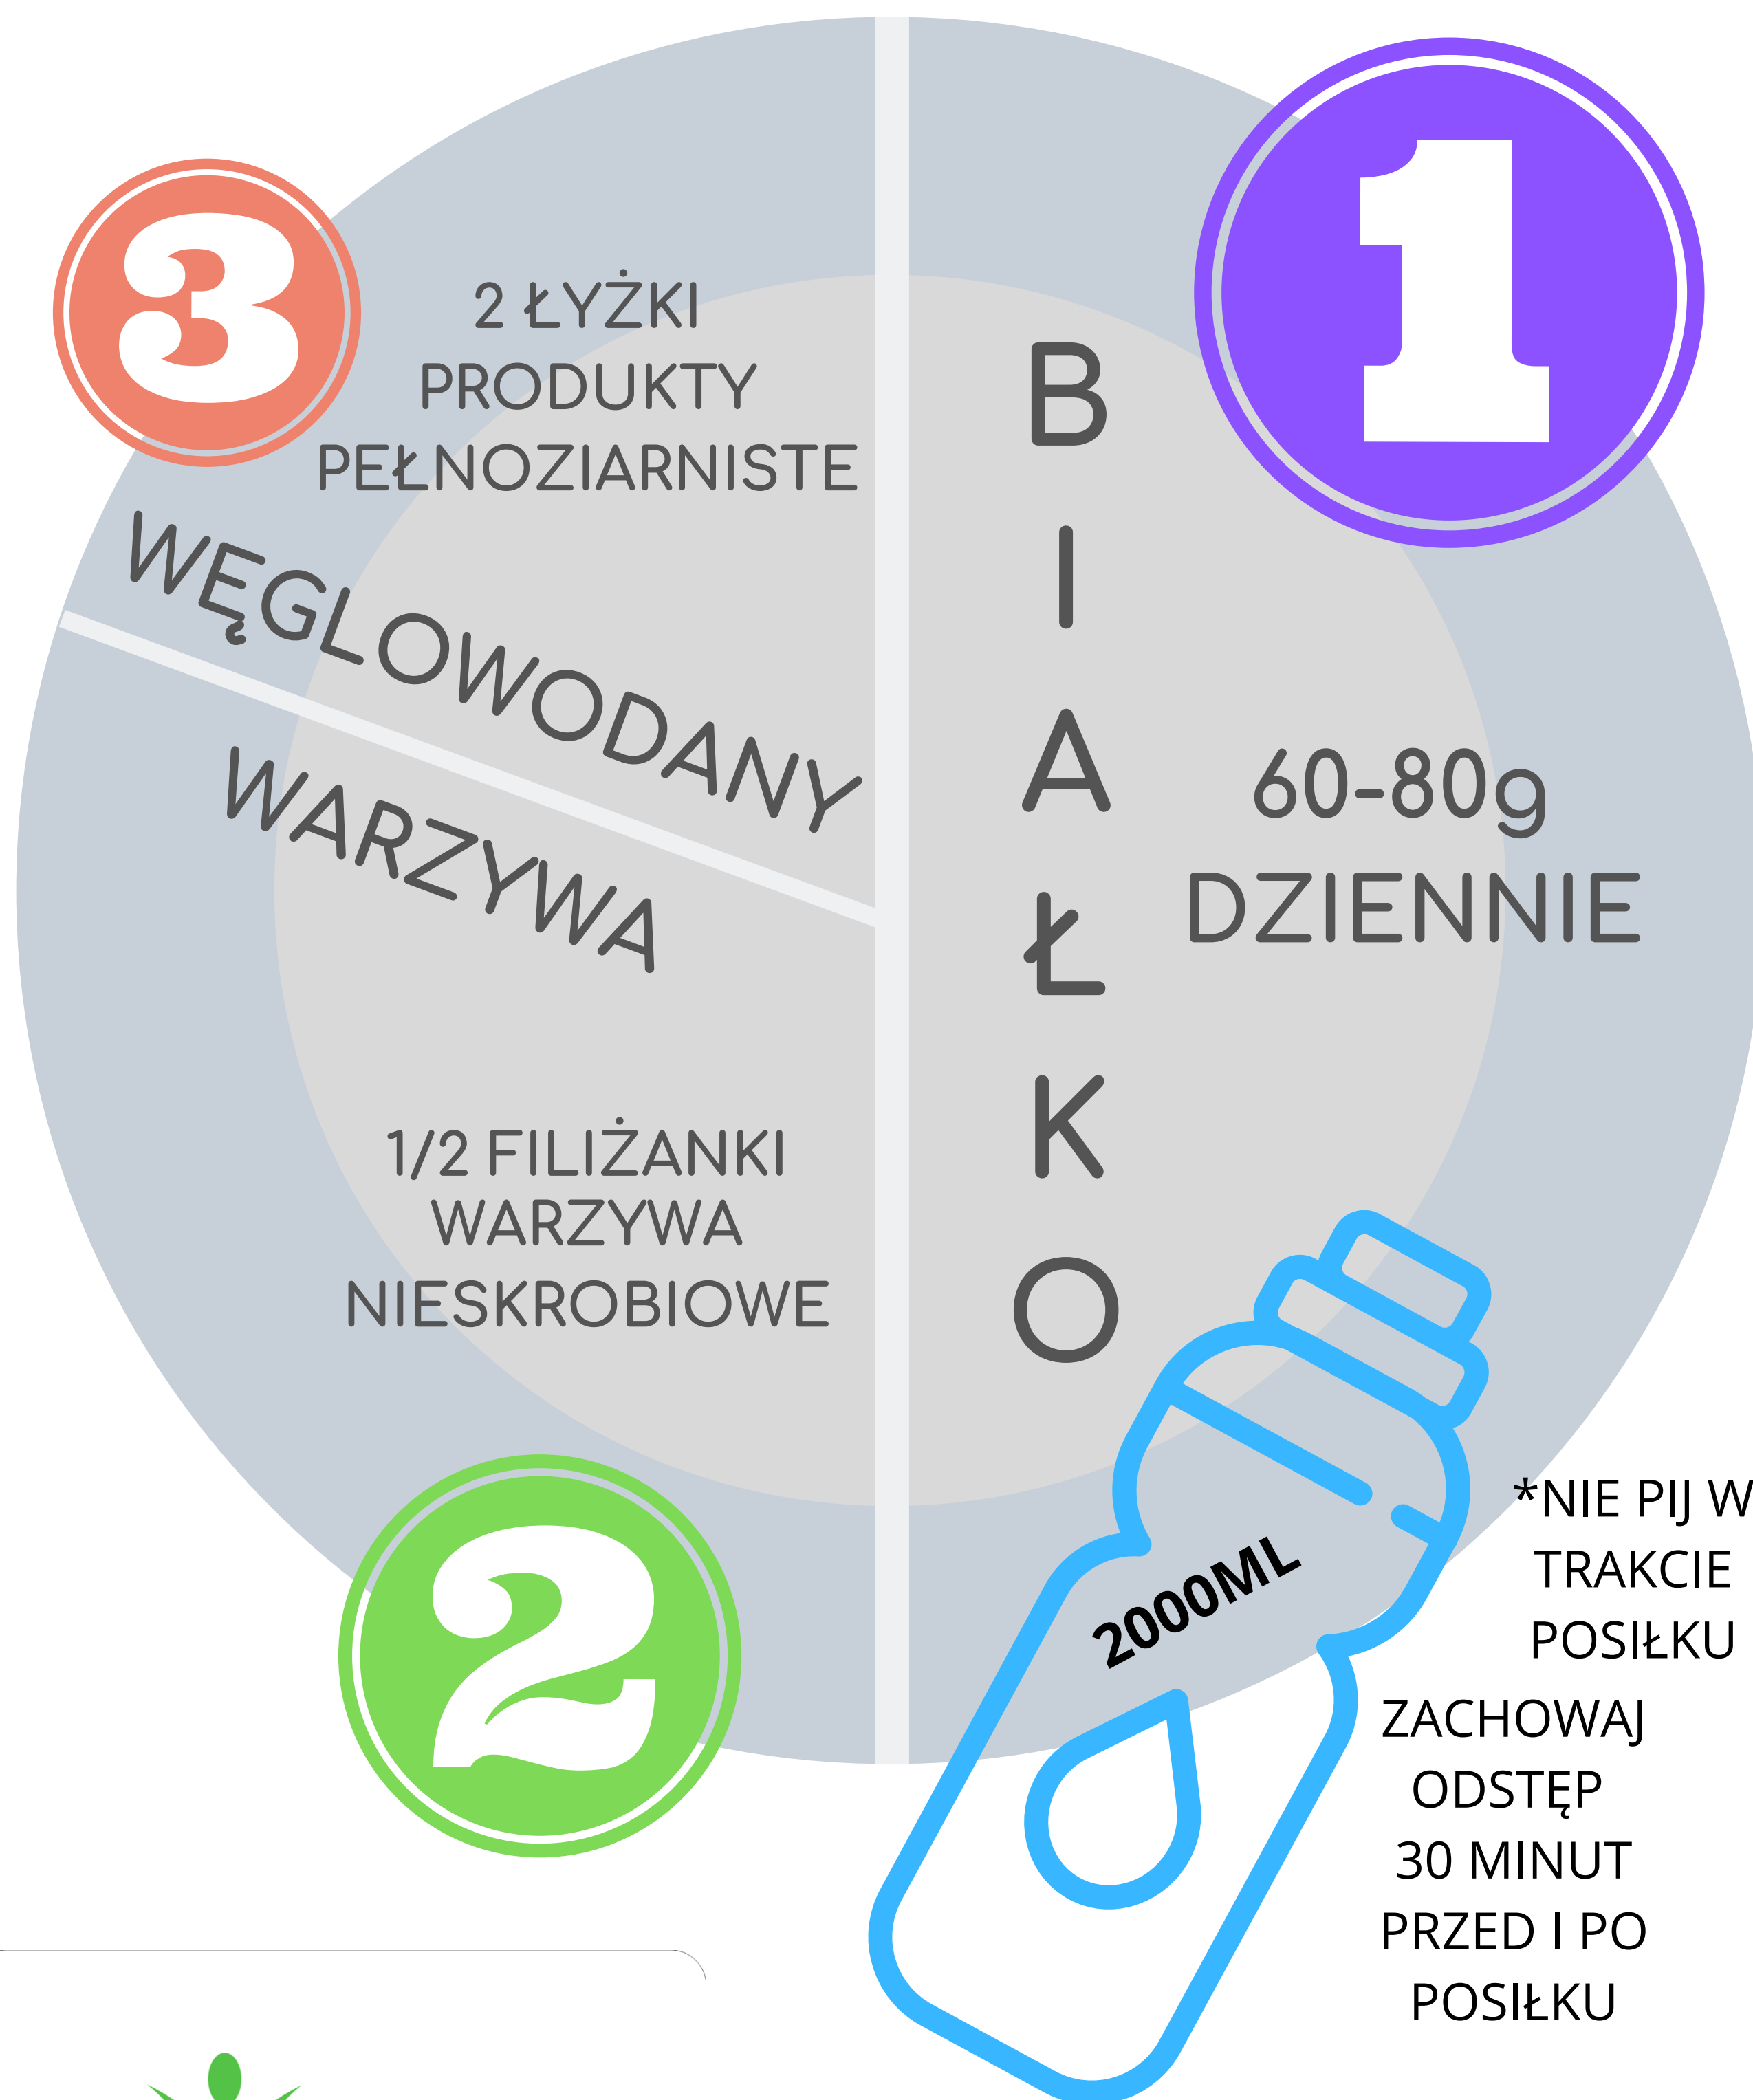 1
3
2 ŁYŻKI
PRODUKTY
PEŁNOZIARNISTE
WĘGLOWODANY
WARZYWA
1/2 FILIŻANKI
WARZYWA
NIESKROBIOWE
2
BIAŁKO
60-80g
DZIENNIE
2000ML
*NIE PIJ W
TRAKCIE
POSIŁKU
ZACHOWAJ
ODSTĘP
30 MINUT
PRZED I PO
POSIŁKU